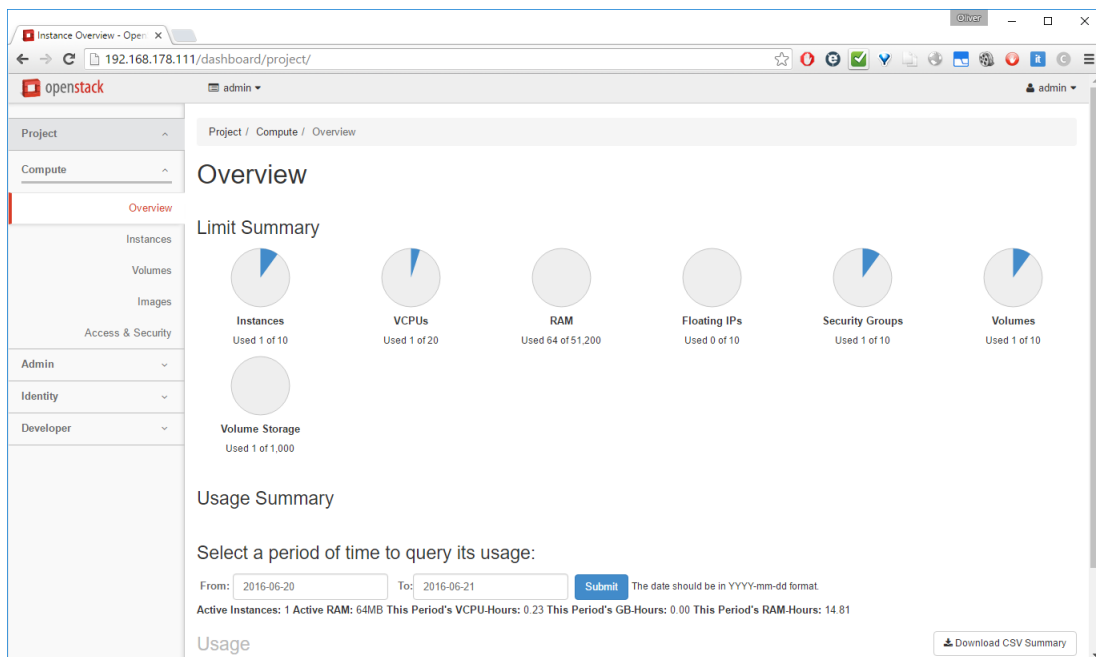 Oliver
Instance Overview - Open
192.168.178.111/dashboard/project/
openstack
admin
admin
Project
Compute
Overview
Instances
Volumes
Images
Access & Security
Admin
Identity
Developer
Project / Compute / Overview
Overview
Limit Summary
Instances
Used 1 of 10
VCPUs
Used 1 of 20
RAM
Used 64 of 51,200
Floating IPs
Used 0 of 10
Security Groups
Used 1 of 10
Volumes
Used 1 of 10
Volume Storage
Used 1 of 1,000
Usage Summary
Select a period of time to query its usage:
From: 2016-06-20 To: 2016-06-21 Submit The date should be in YYYY-mm-dd format.
Active Instances: 1 Active RAM: 64MB This Period's VCPU-Hours: 0.23 This Period's GB-Hours: 0.00 This Period's RAM-Hours: 14.81
Usage
Download CSV Summary